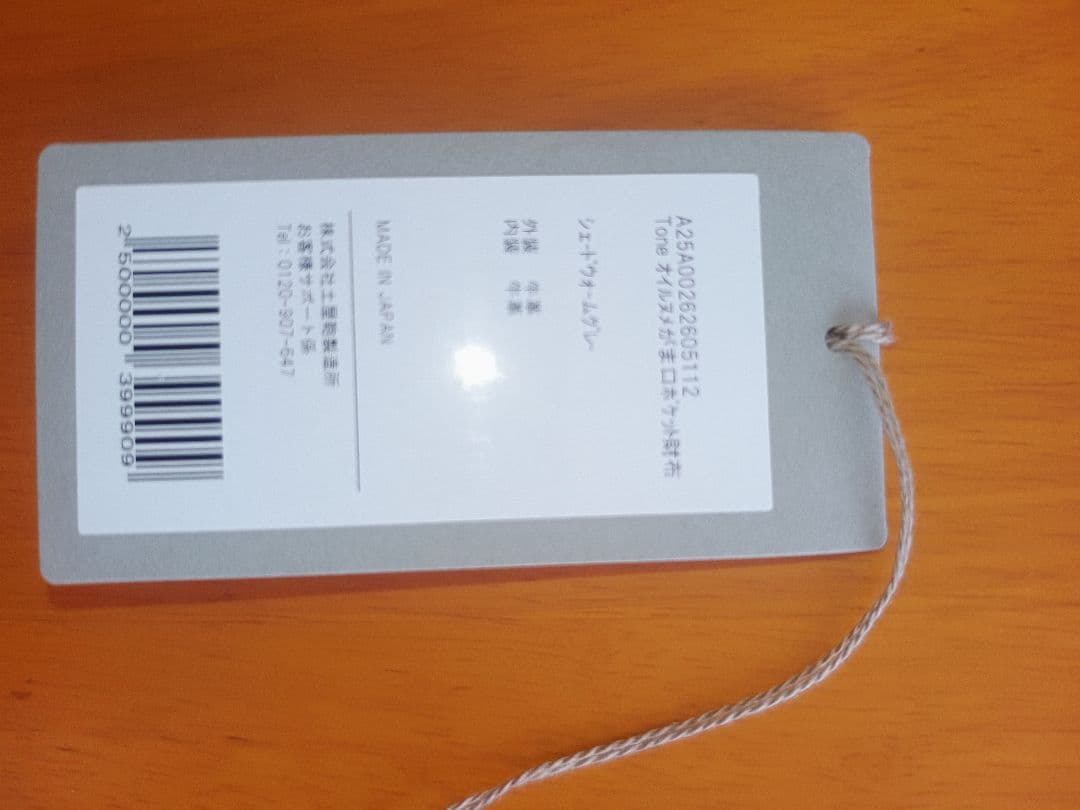 A25A00262605112
Tone オイルヌメがま口ポケット財布
シェードウォームグレー
外装 牛革
内装 牛革
MADE IN JAPAN
株式会社土屋鞄製造所
お客様サポート係
Tel：0120-907-647
2 500000 399909